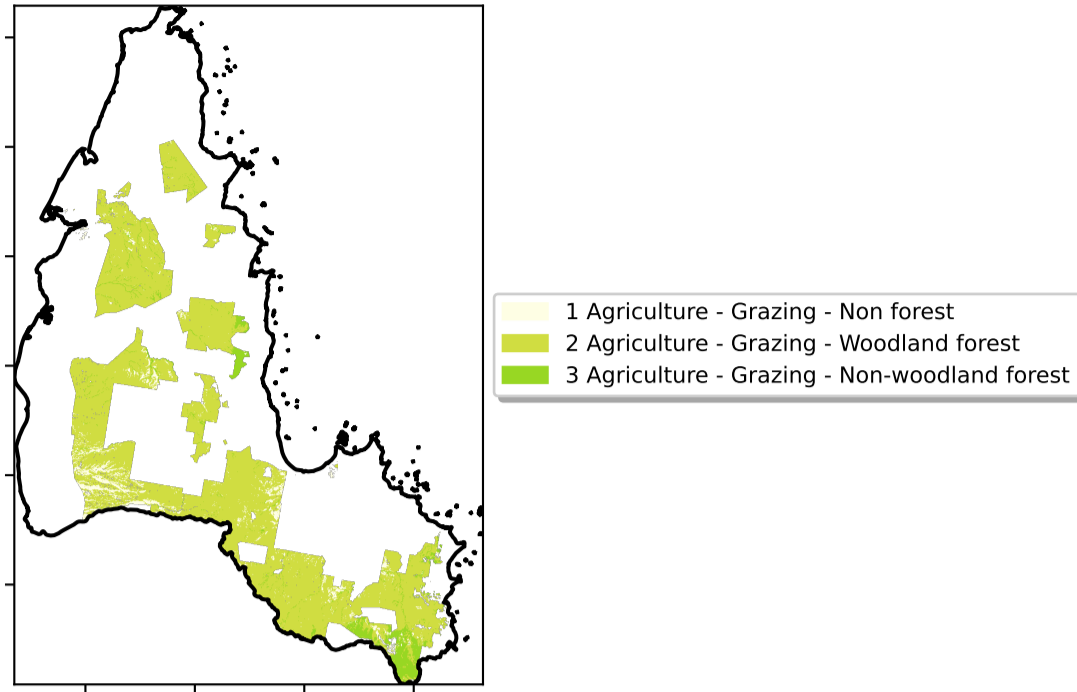 1 Agriculture - Grazing - Non forest
2 Agriculture - Grazing - Woodland forest
3 Agriculture - Grazing - Non-woodland forest